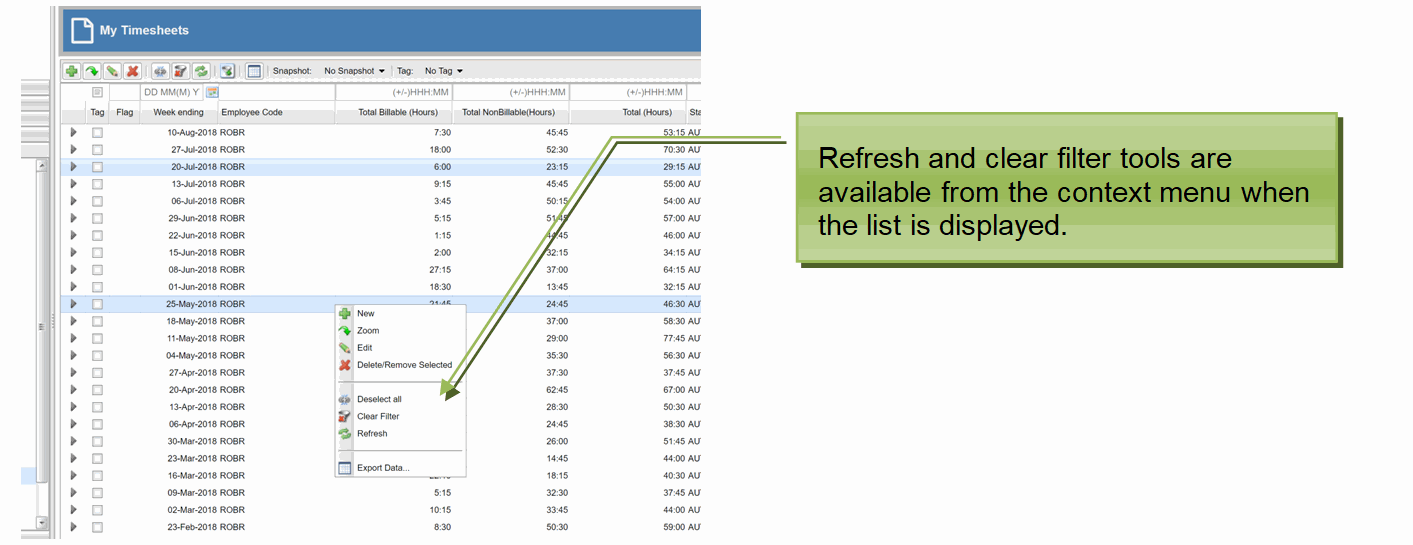 My Timesheets
Snapshot: No Snapshot Tag: No Tag
DD MM(M) Y (+/-)HHH:MM (+/-)HHH:MM (+/-)HHH:MM
Tag Flag Week ending Employee Code Total Billable (Hours) Total NonBillable(Hours) Total (Hours) Sta
10-Aug-2018 ROBR 7:30 45:45 53:15 AU
27-Jul-2018 ROBR 18:00 52:30 70:30 AU
20-Jul-2018 ROBR 6:00 23:15 29:15 AU
13-Jul-2018 ROBR 9:15 45:45 55:00 AU
06-Jul-2018 ROBR 3:45 50:15 54:00 AU
29-Jun-2018 ROBR 5:15 51:45 57:00 AU
22-Jun-2018 ROBR 1:15 44:45 46:00 AU
15-Jun-2018 ROBR 2:00 32:15 34:15 AU
08-Jun-2018 ROBR 27:15 37:00 64:15 AU
01-Jun-2018 ROBR 18:30 13:45 32:15 AU
25-May-2018 ROBR 21:45 24:45 46:30 AU
18-May-2018 ROBR 37:00 58:30 AU
11-May-2018 ROBR 29:00 77:45 AU
04-May-2018 ROBR 35:30 56:30 AU
27-Apr-2018 ROBR 37:30 37:45 AU
20-Apr-2018 ROBR 62:45 67:00 AU
13-Apr-2018 ROBR 28:30 50:30 AU
06-Apr-2018 ROBR 24:45 38:30 AU
30-Mar-2018 ROBR 26:00 51:45 AU
23-Mar-2018 ROBR 14:45 44:00 AU
16-Mar-2018 ROBR 18:15 40:30 AU
09-Mar-2018 ROBR 5:15 32:30 37:45 AU
02-Mar-2018 ROBR 10:15 33:45 44:00 AU
23-Feb-2018 ROBR 8:30 50:30 59:00 AU
New
Zoom
Edit
Delete/Remove Selected
Deselect all
Clear Filter
Refresh
Export Data...
Refresh and clear filter tools are
available from the context menu when
the list is displayed.